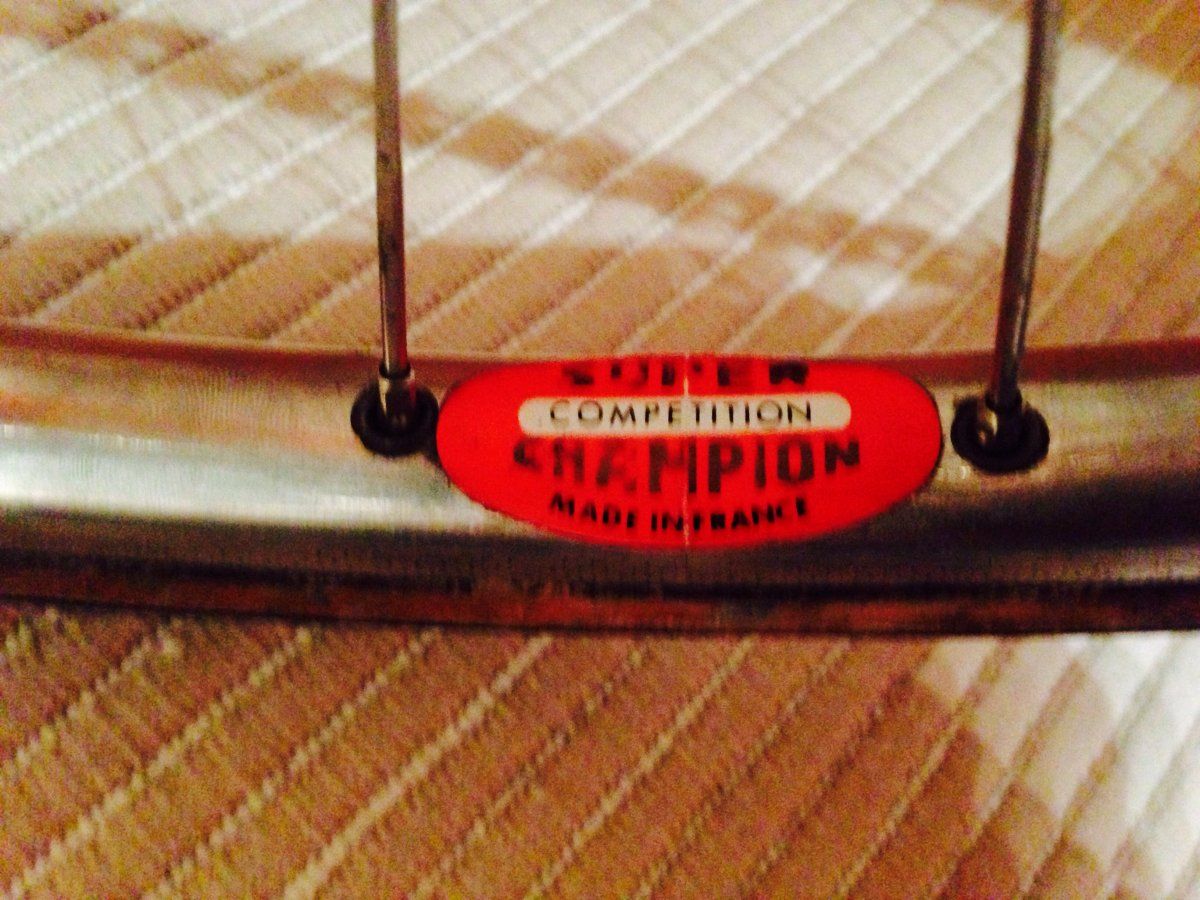 SUPER
COMPETITION
CHAMPION
MADE IN FRANCE